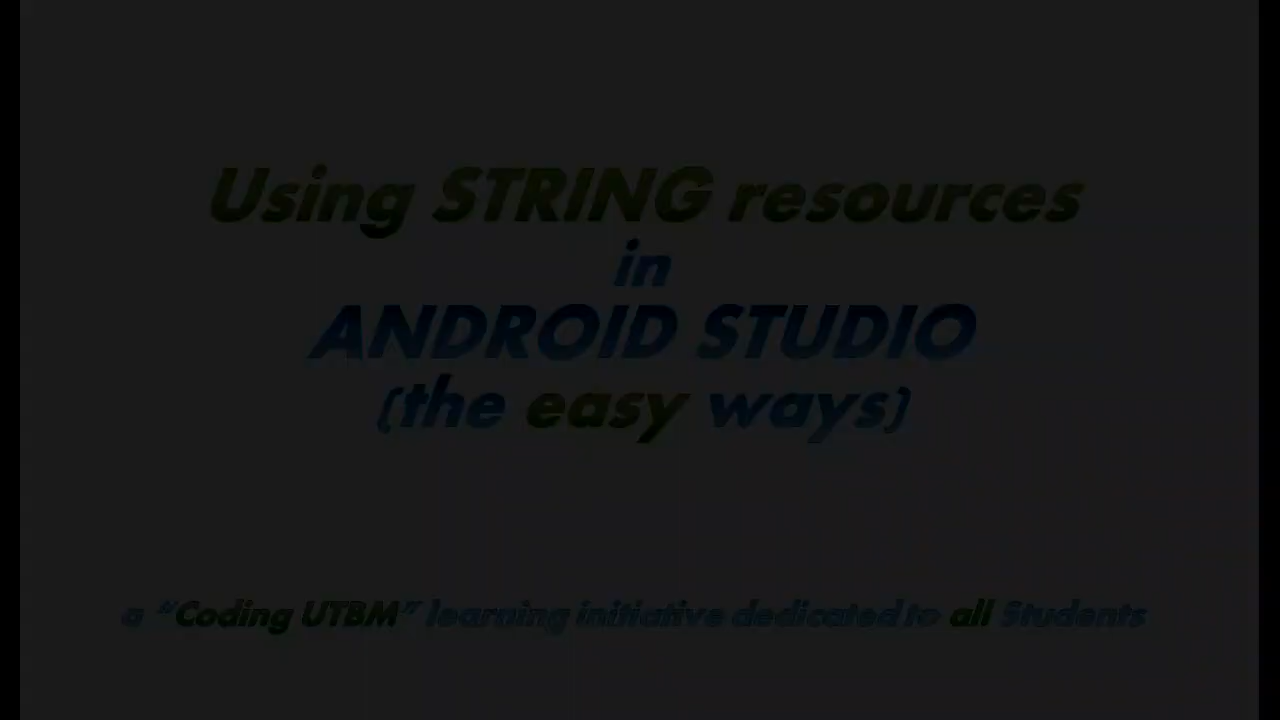 Using STRING resources
in
ANDROID STUDIO
(the easy ways)
a “Coding UTBM” learning initiative dedicated to all Students